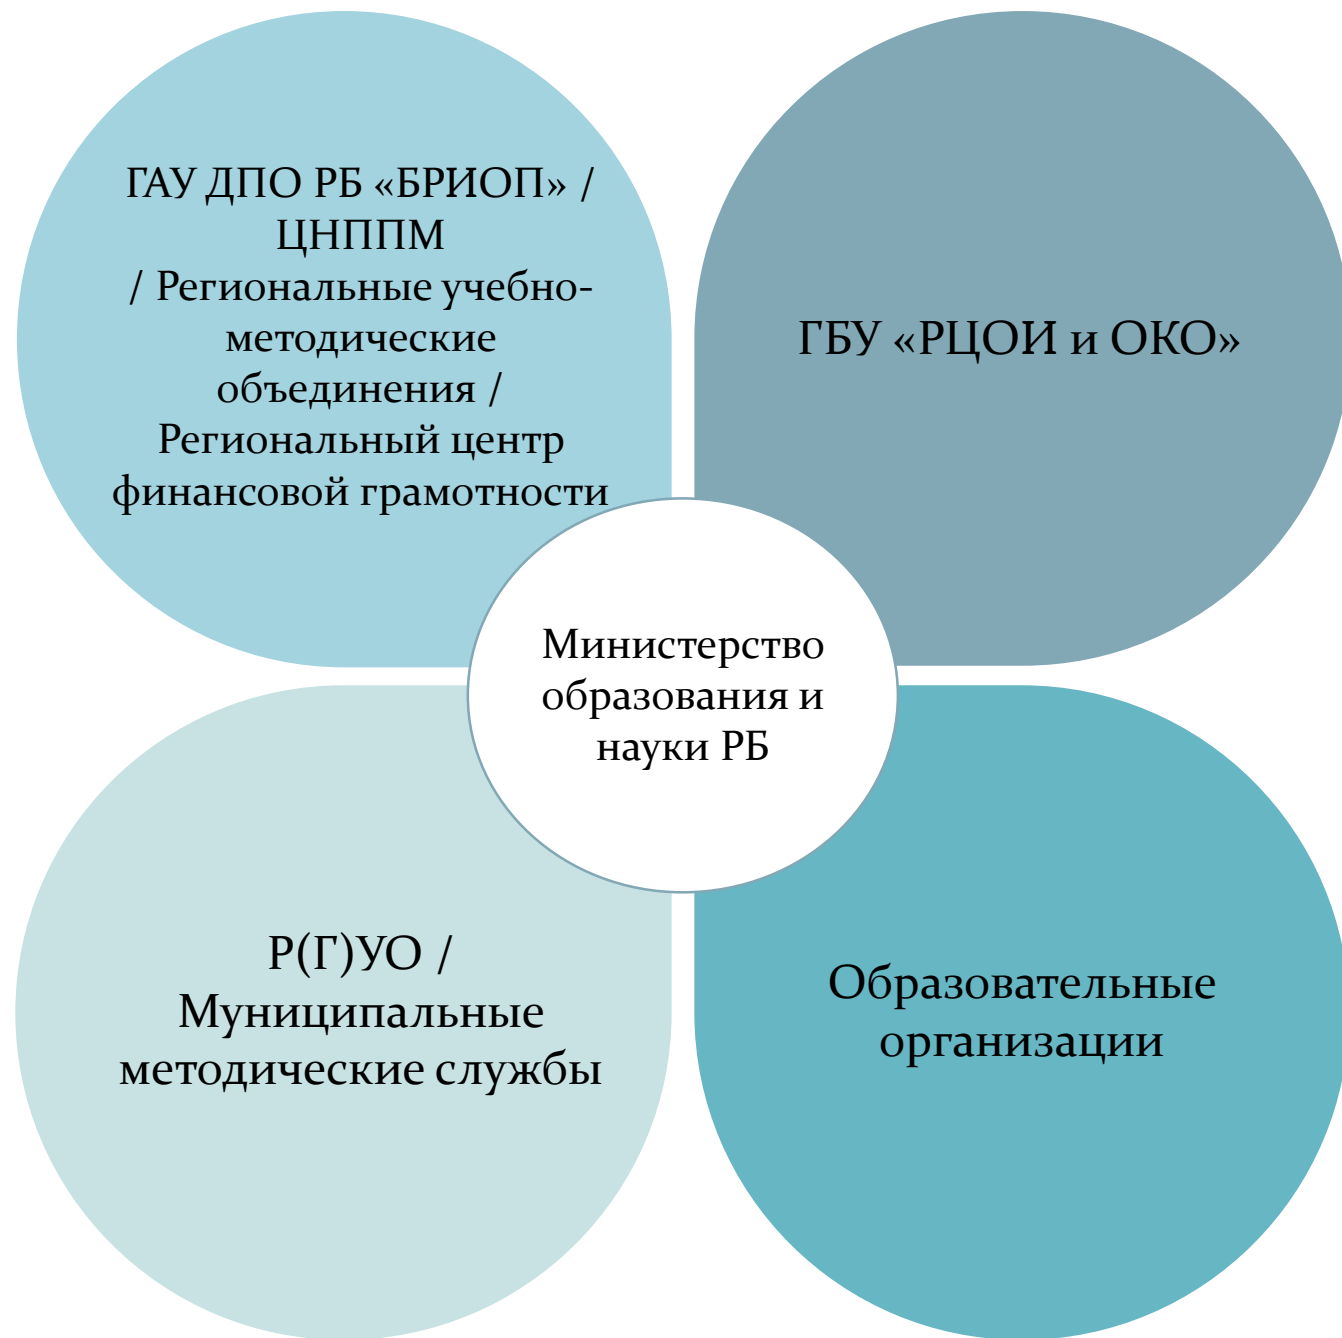 ГАУ ДПО РБ «БРИОП» /
ЦНППМ
/ Региональные учебно-
методические
объединения /
Региональный центр
финансовой грамотности
ГБУ «РЦОИ и ОКО»
Министерство
образования и
науки РБ
Р(Г)УО /
Муниципальные
методические службы
Образовательные
организации